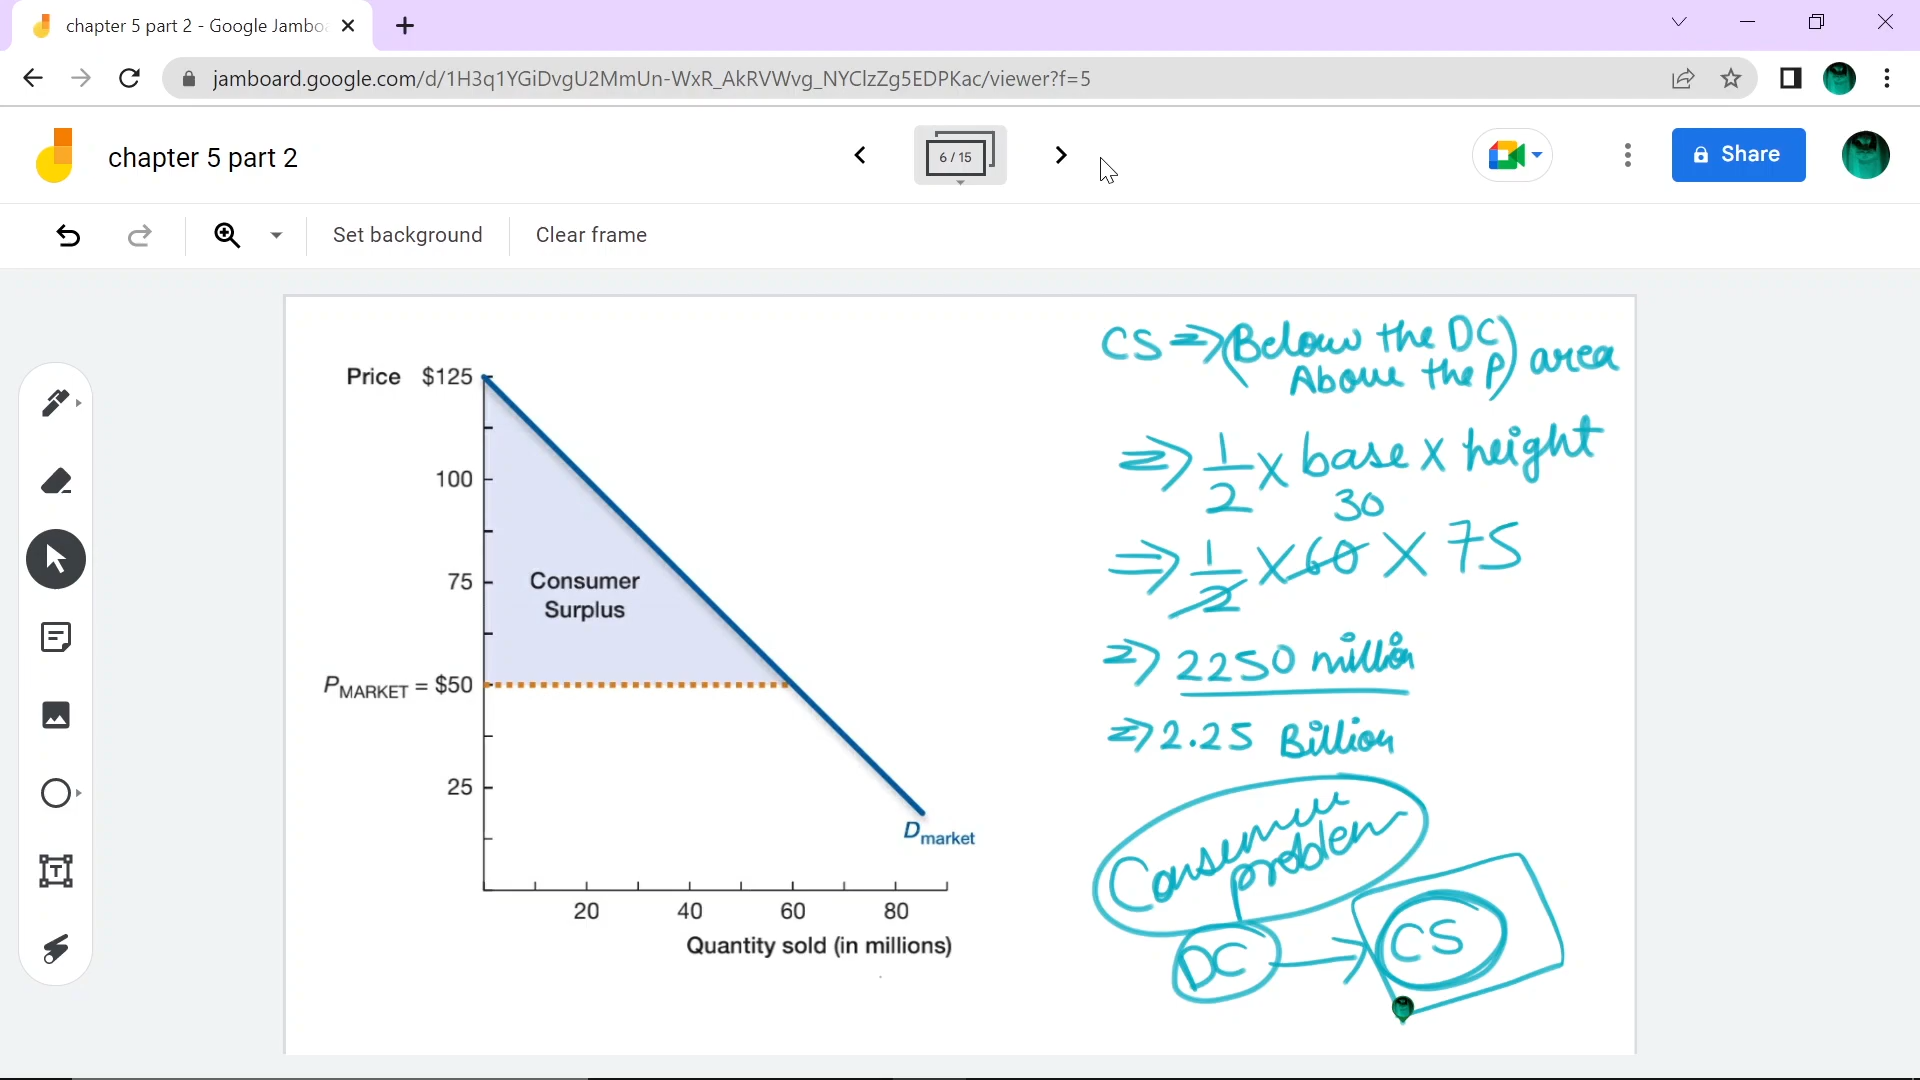 chapter 5 part 2 - Google Jambo
jamboard.google.com/d/1H3q1YGiDvgU2MmUn-WxR_AkRVWvg_NYClzZg5EDPKac/viewer?f=5
chapter 5 part 2
6 / 15
Share
Set background
Clear frame
Price $125
100
75
Consumer
Surplus
PMARKET = $50
25
Dmarket
20 40 60 80
Quantity sold (in millions)
CS ⇒ (Below the DC
Above the P) area
⇒ 1/2 × base × height
30
⇒ 1/2 × 60 × 75
⇒ 2250 million
⇒ 2.25 Billion
Consumer
problem
DC → CS